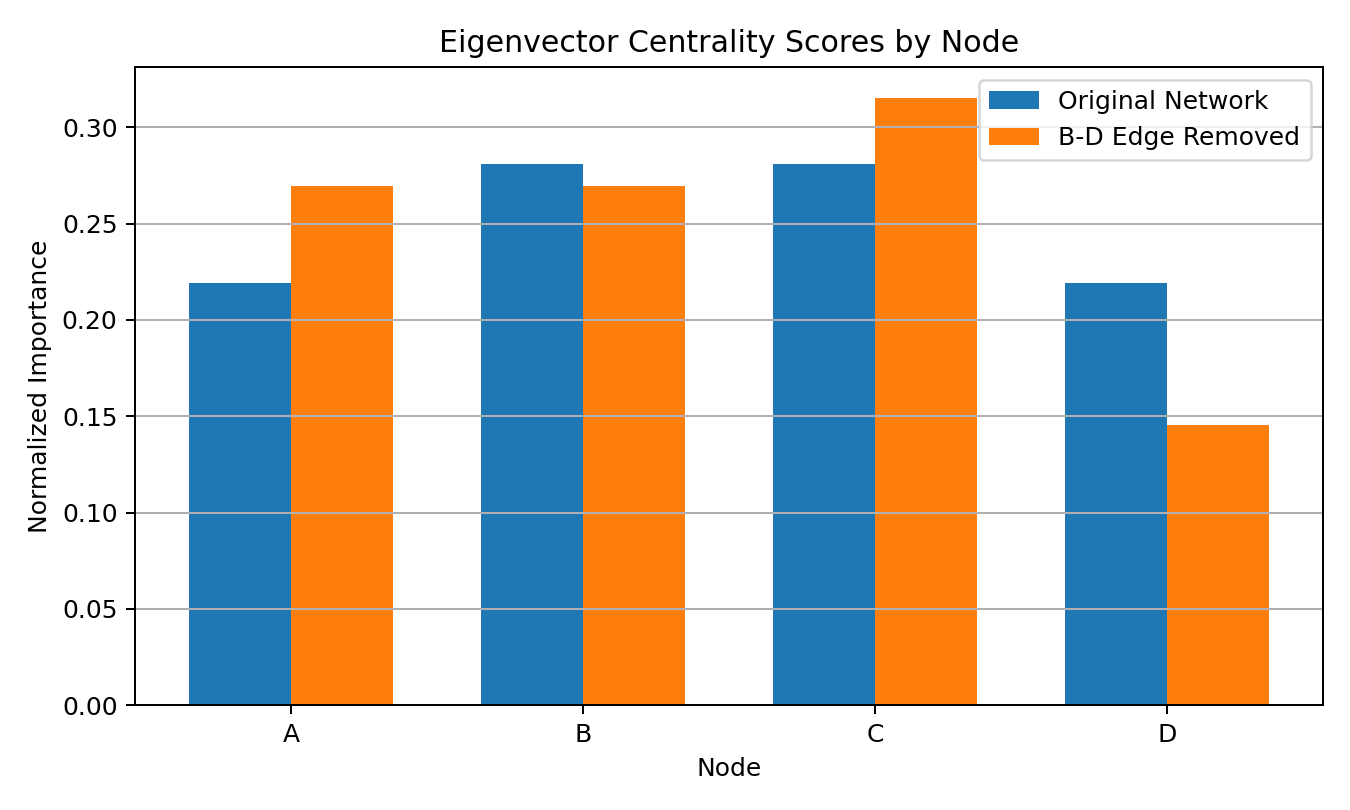 Eigenvector Centrality Scores by Node
Original Network
B-D Edge Removed
Normalized Importance
0.30
0.25
0.20
0.15
0.10
0.05
0.00
A B C D
Node